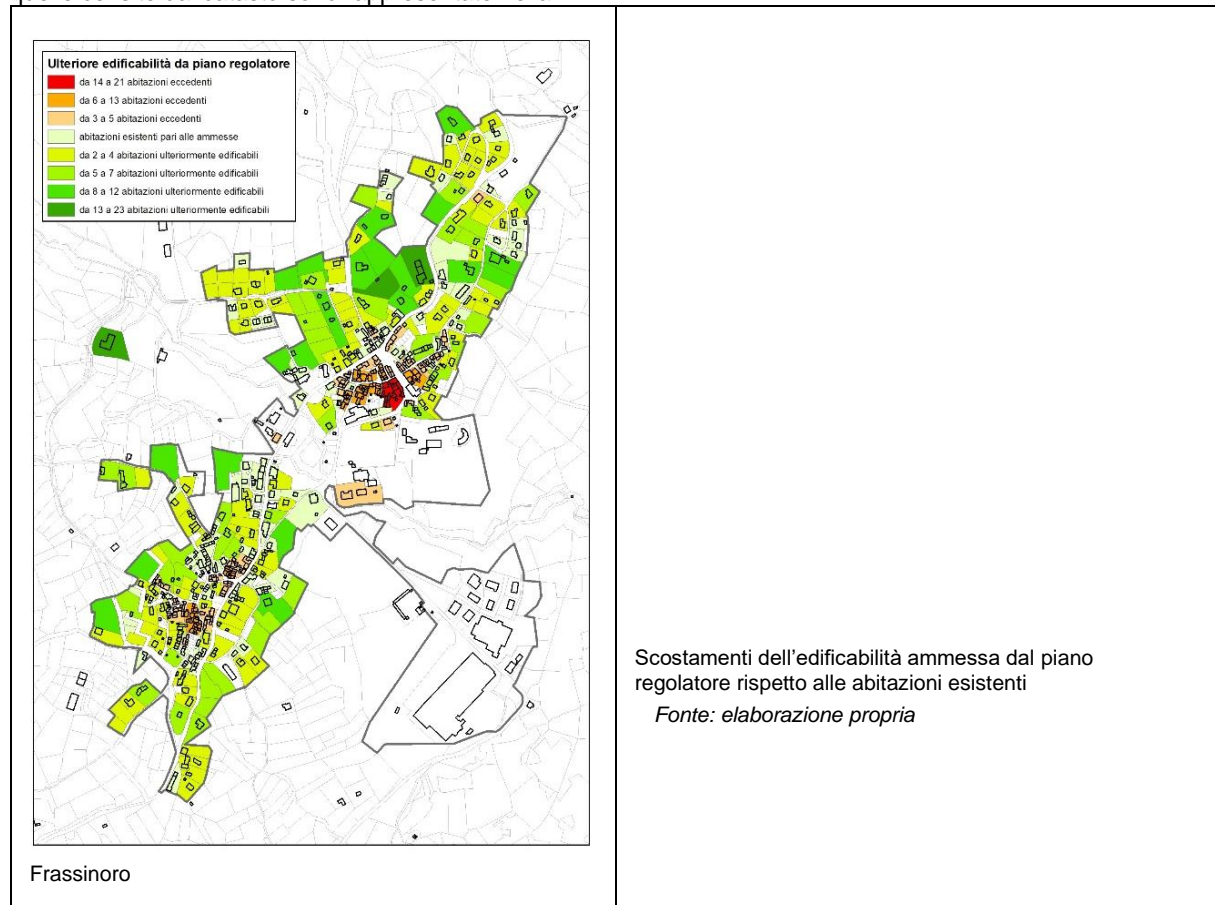 Ulteriore edificabilità da piano regolatore
da 14 a 21 abitazioni eccedenti
da 6 a 13 abitazioni eccedenti
da 3 a 5 abitazioni eccedenti
abitazioni esistenti pari alle ammesse
da 2 a 4 abitazioni ulteriormente edificabili
da 5 a 7 abitazioni ulteriormente edificabili
da 8 a 12 abitazioni ulteriormente edificabili
da 13 a 23 abitazioni ulteriormente edificabili
Frassinoro
Scostamenti dell’edificabilità ammessa dal piano
regolatore rispetto alle abitazioni esistenti
Fonte: elaborazione propria